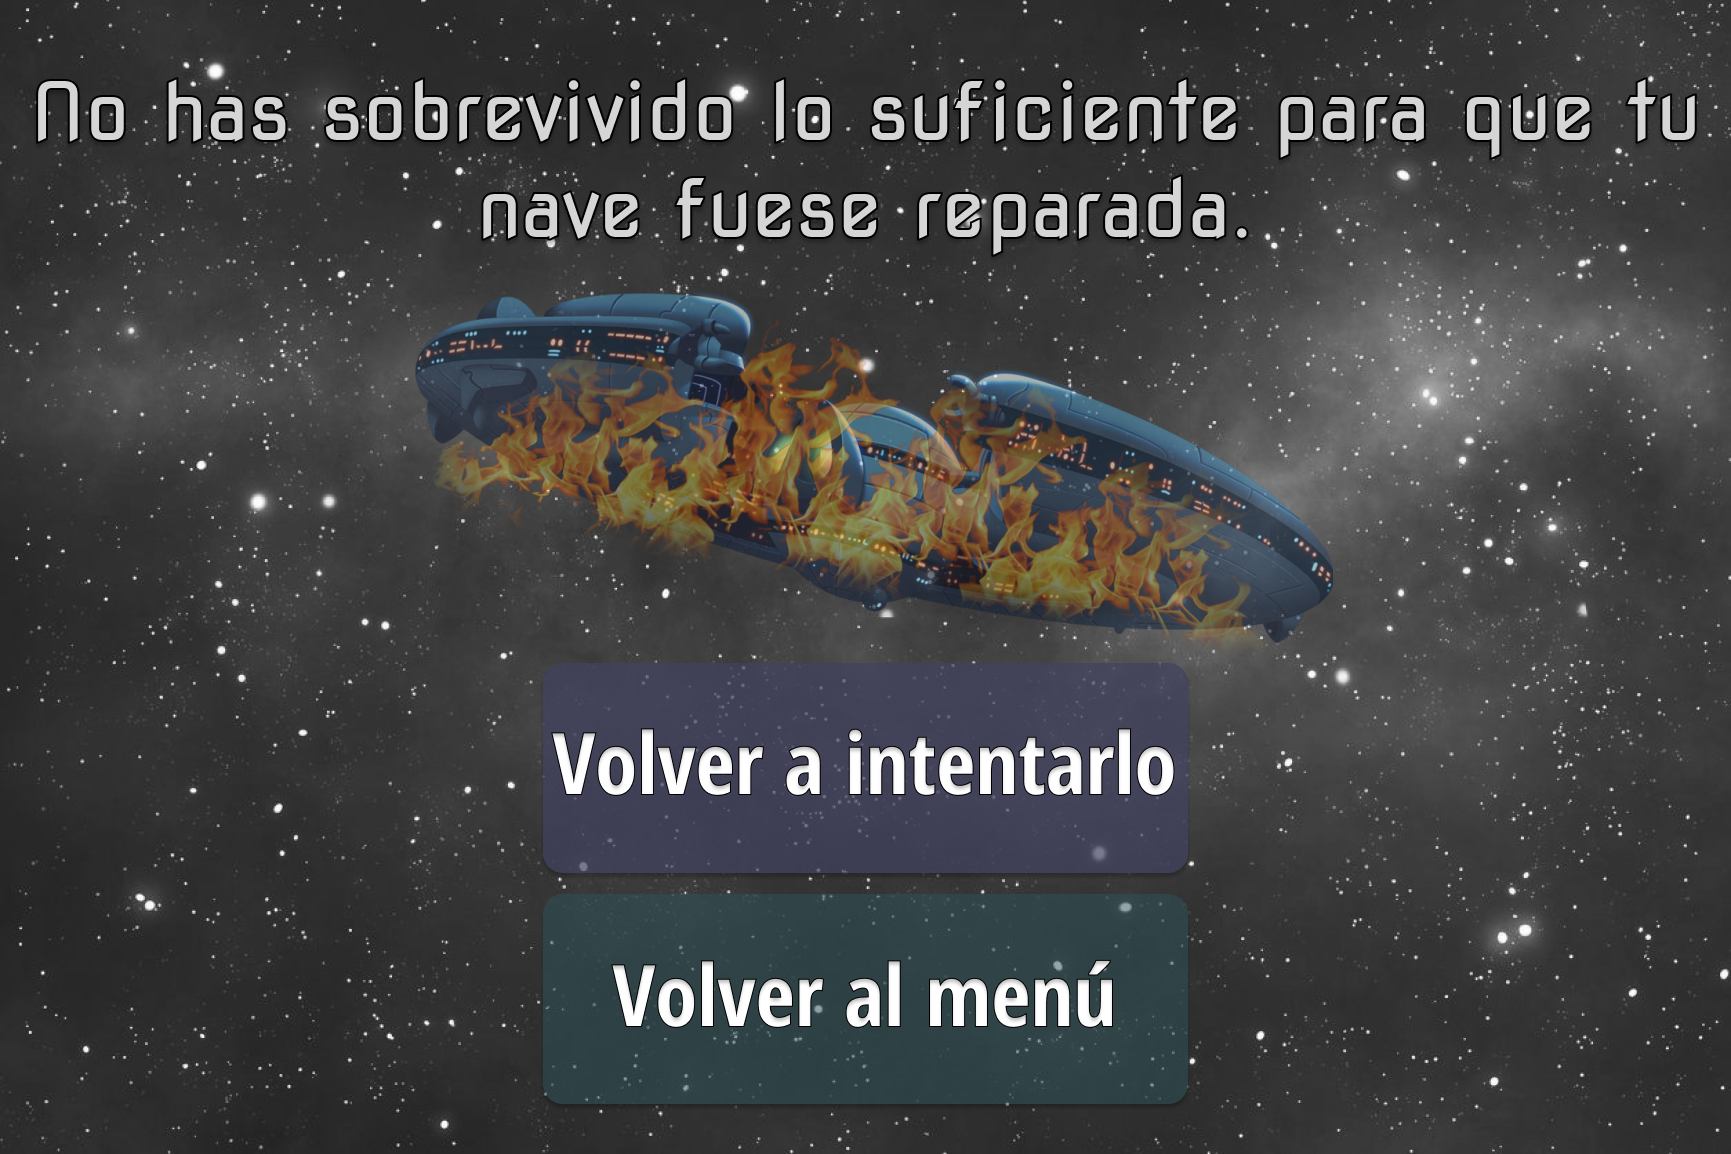 No has sobrevivido lo suficiente para que tu
nave fuese reparada.
Volver a intentarlo
Volver al menú